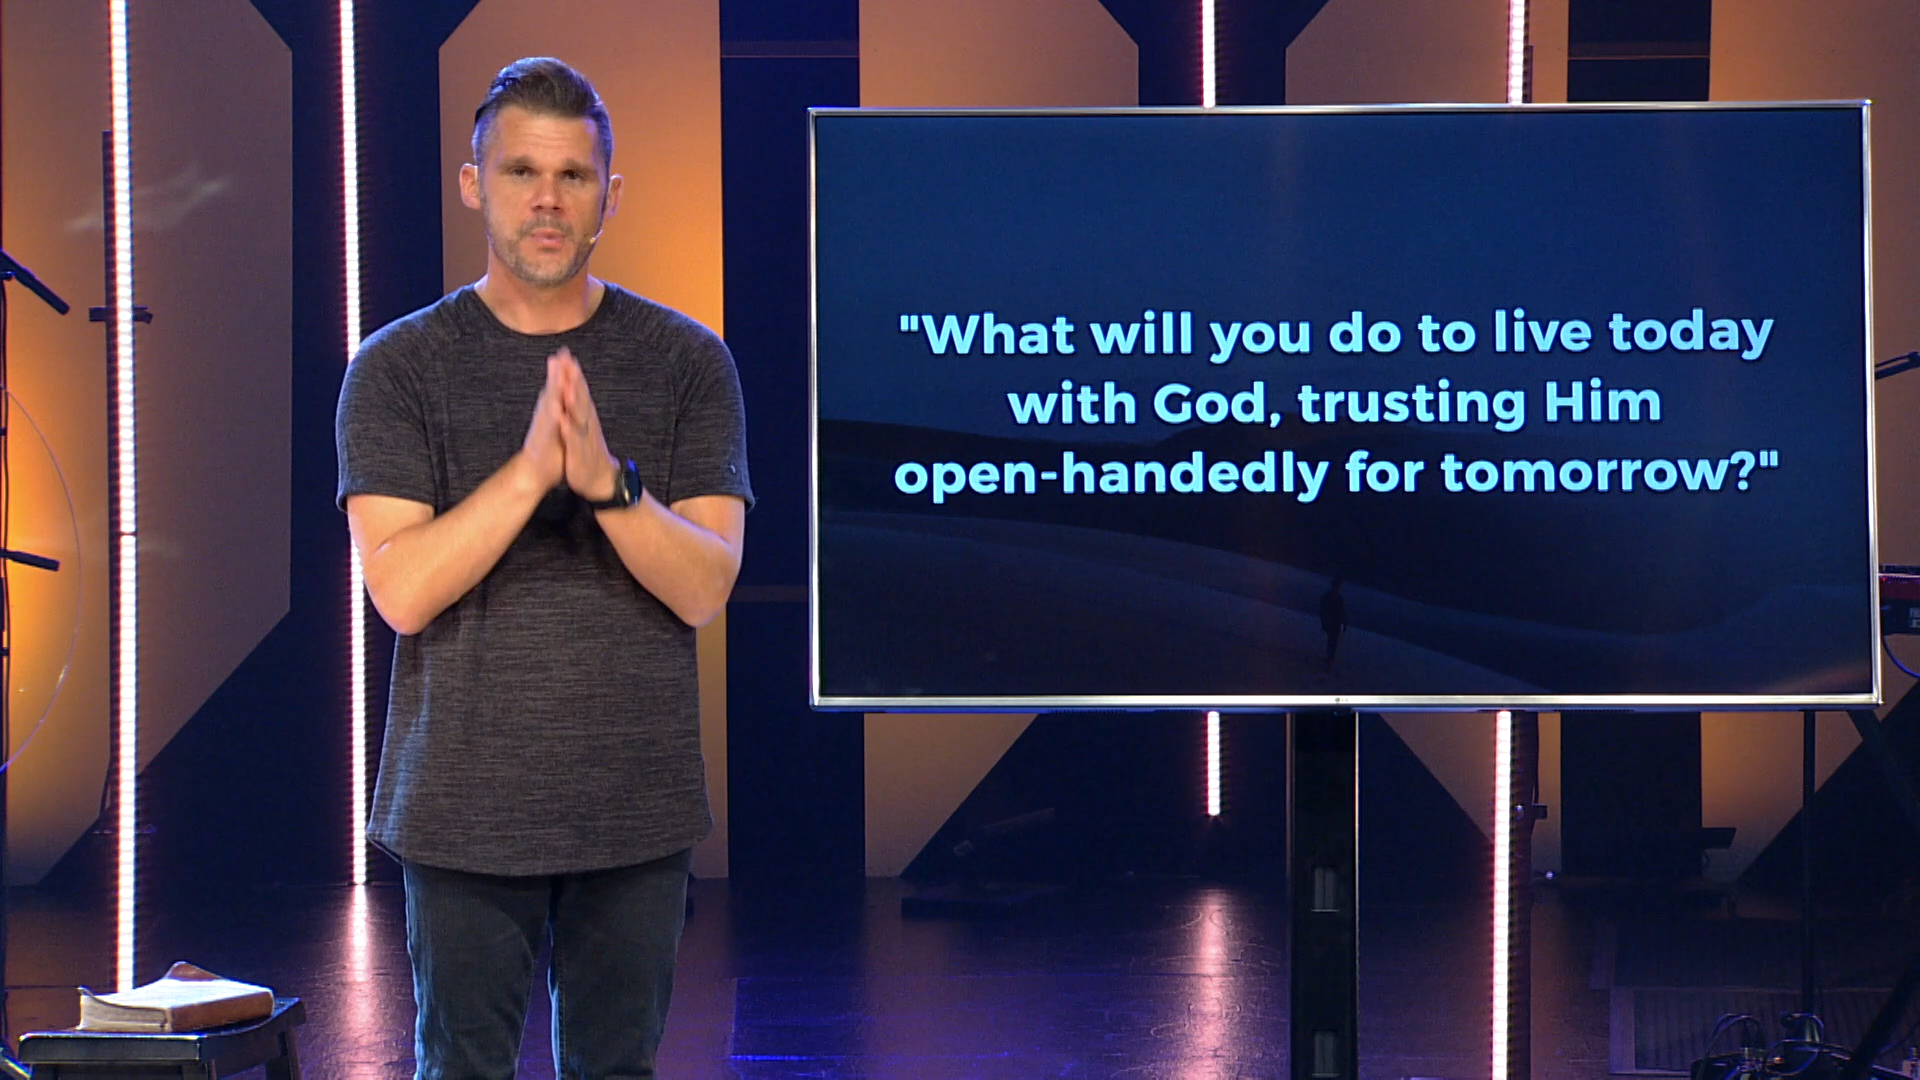 "What will you do to live today
with God, trusting Him
open-handedly for tomorrow?"